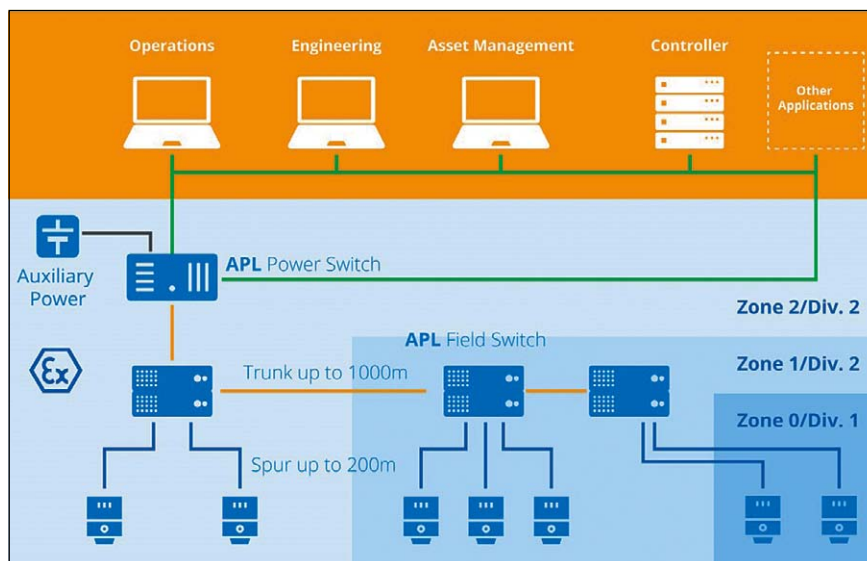 Operations
Engineering
Asset Management
Controller
Other
Applications
APL Power Switch
Auxiliary
Power
Zone 2/Div. 2
APL Field Switch
Ex
Trunk up to 1000m
Zone 1/Div. 2
Zone 0/Div. 1
Spur up to 200m